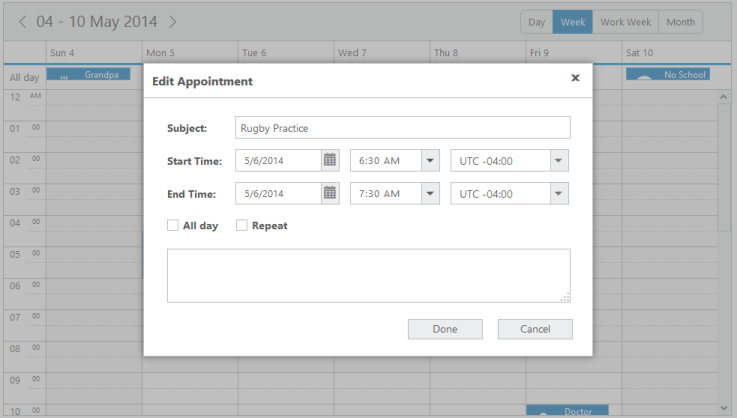 04 - 10 May 2014
Day Week Work Week Month
Sun 4 Mon 5 Tue 6 Wed 7 Thu 8 Fri 9 Sat 10
All day Grandpa No School
Edit Appointment
12 AM
01 00
Subject: Rugby Practice
02 00
Start Time: 5/6/2014 6:30 AM UTC -04:00
03 00
End Time: 5/6/2014 7:30 AM UTC -04:00
04 00
All day Repeat
05 00
06 00
07 00
Done Cancel
08 00
09 00
10 00 Doctor